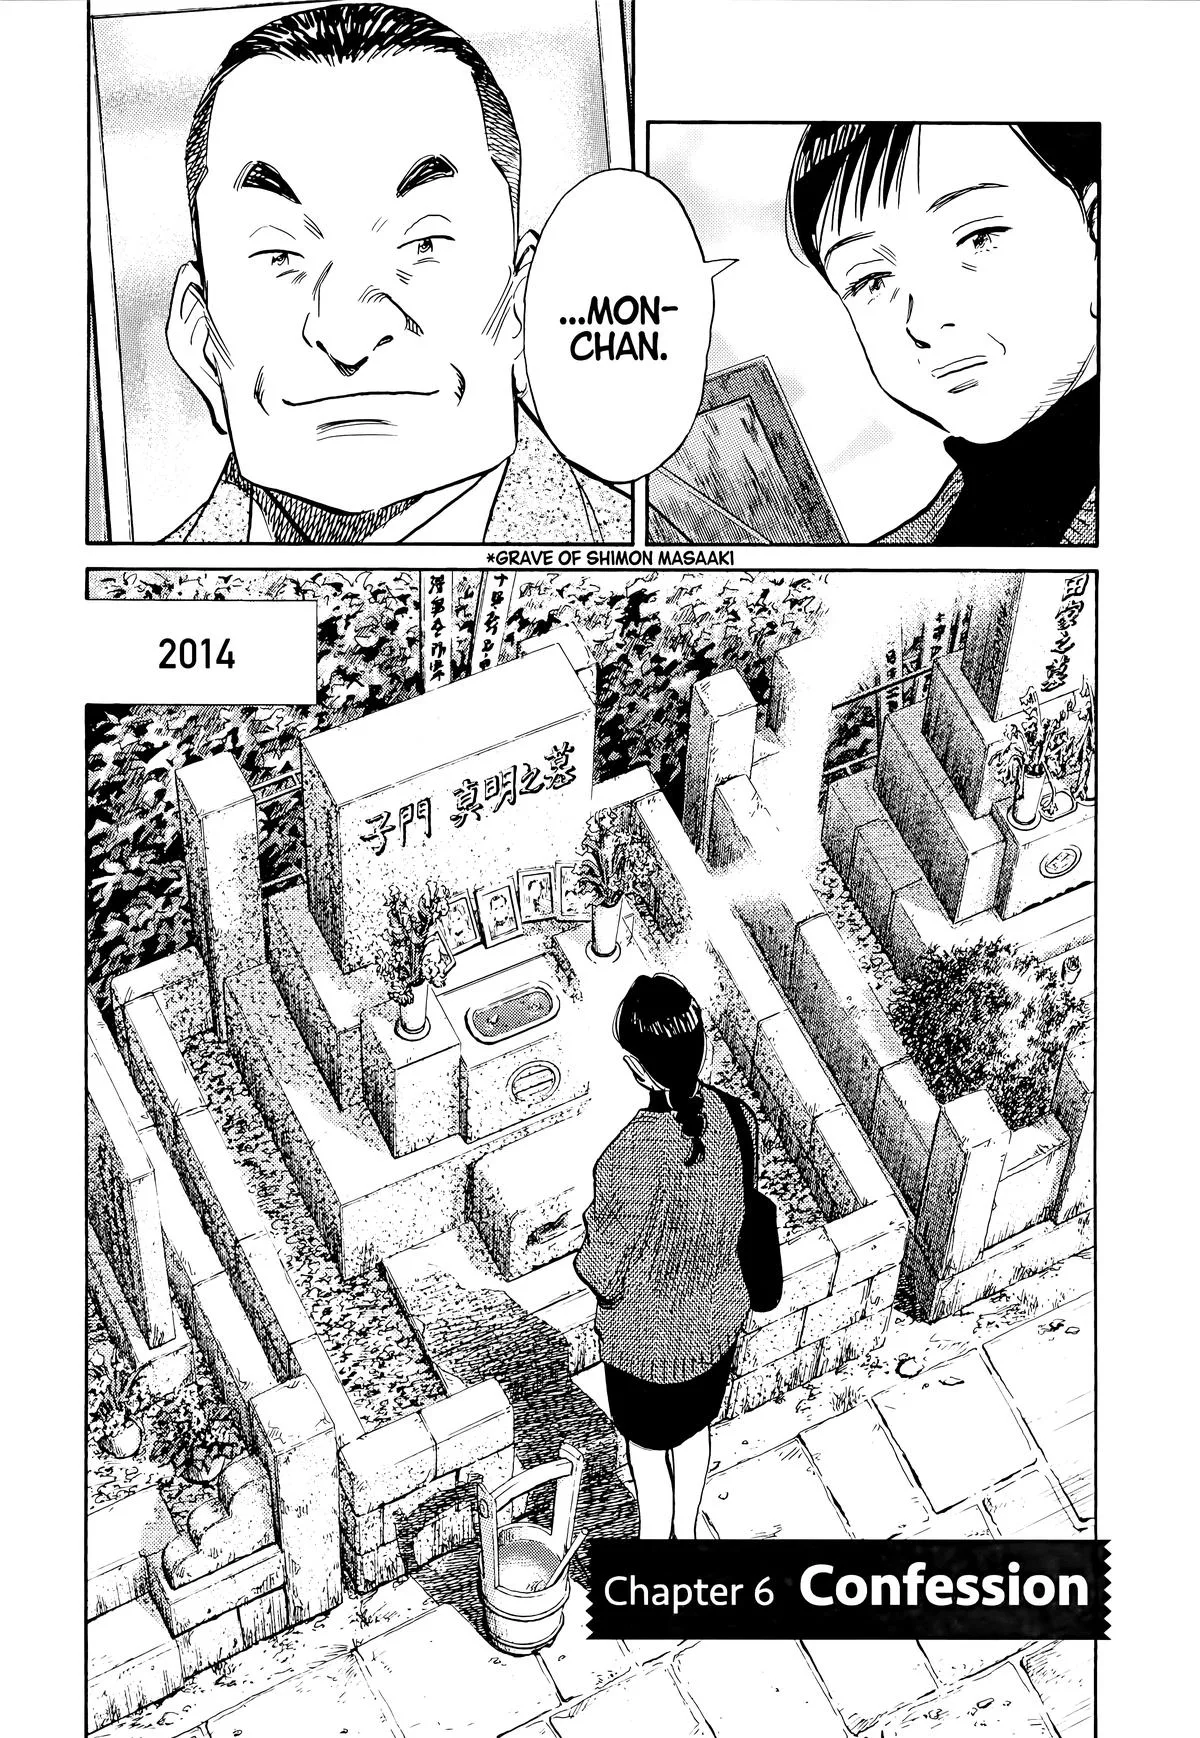 ...MON-
CHAN.
*GRAVE OF SHIMON MASAAKI
2014
子門 真明之墓
Chapter 6 Confession